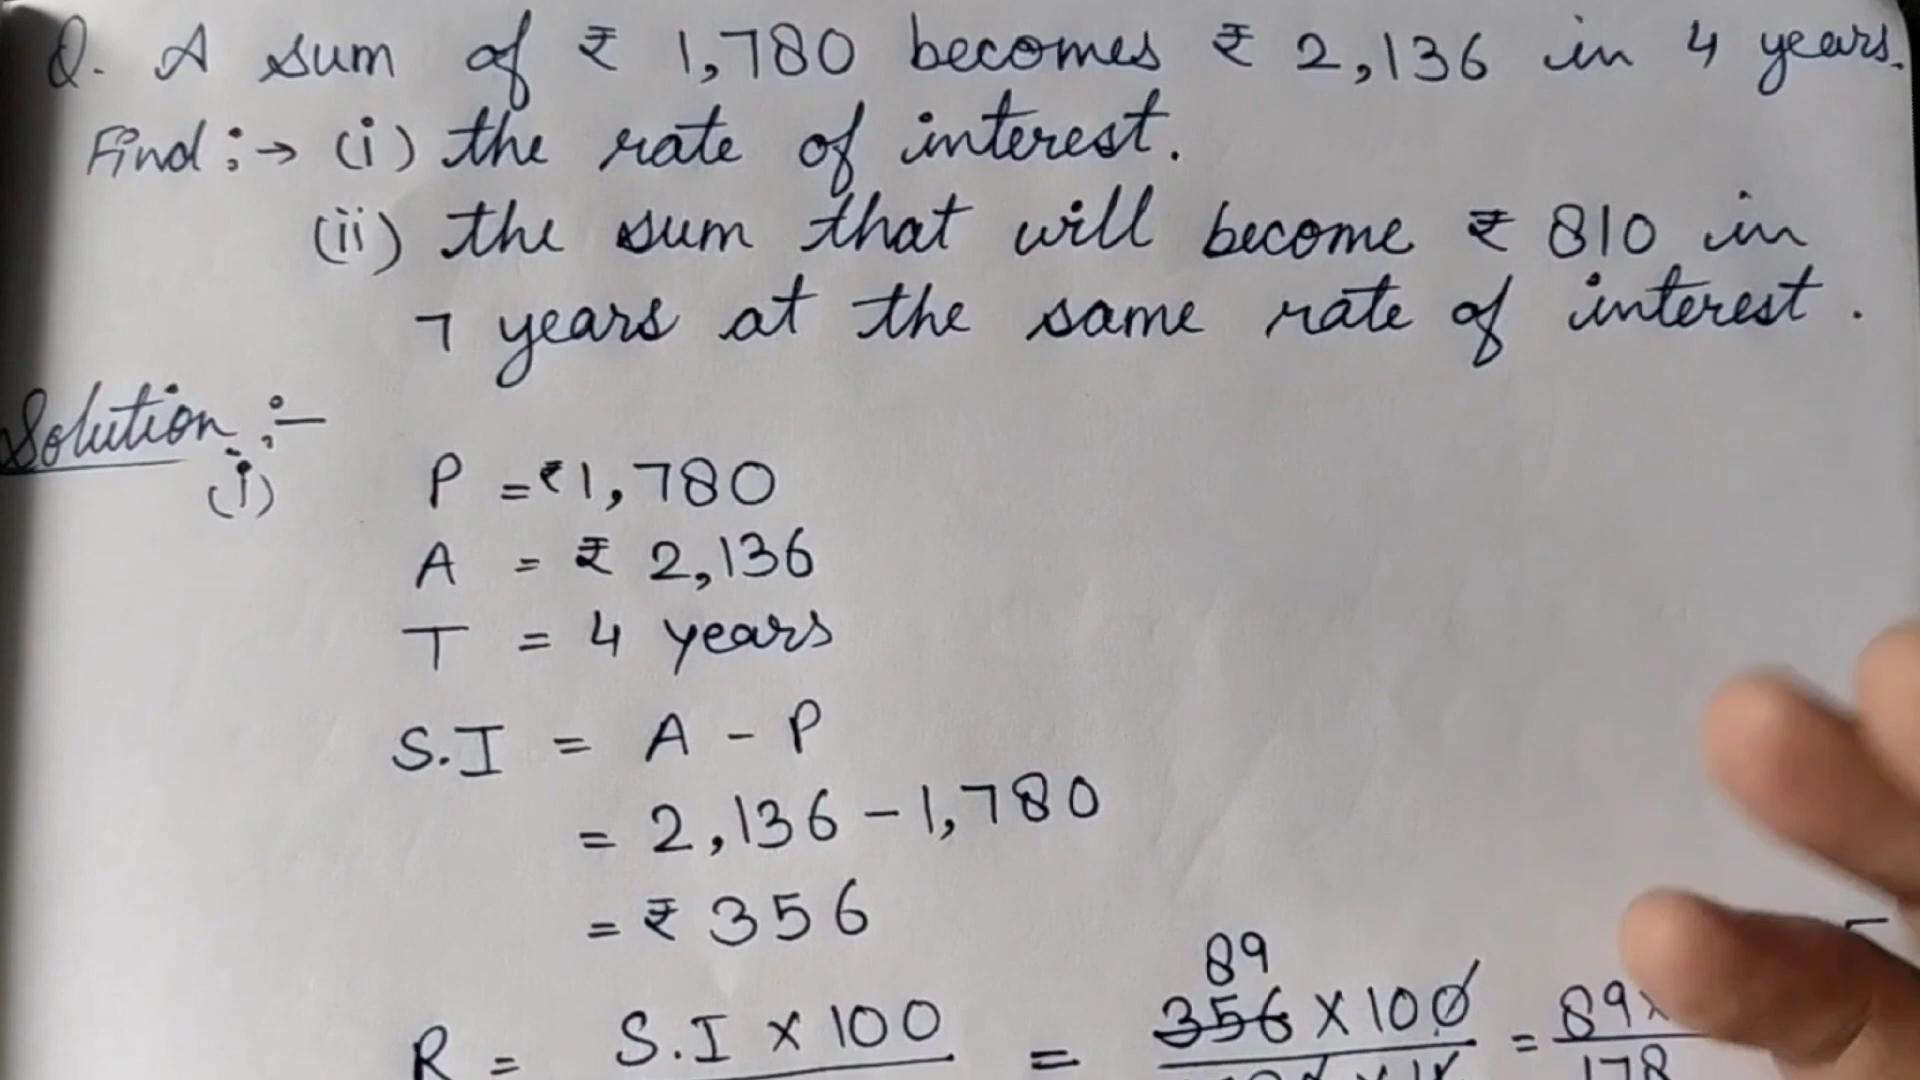 Q. A sum of ₹ 1,780 becomes ₹ 2,136 in 4 years.
Find :→ (i) the rate of interest.
(ii) the sum that will become ₹ 810 in
7 years at the same rate of interest.
Solution :-
(i)
P = ₹1,780
A = ₹ 2,136
T = 4 years
S.I = A - P
= 2,136 - 1,780
= ₹ 356
89
R = S.I × 100 = 356 × 100 = 89×
178